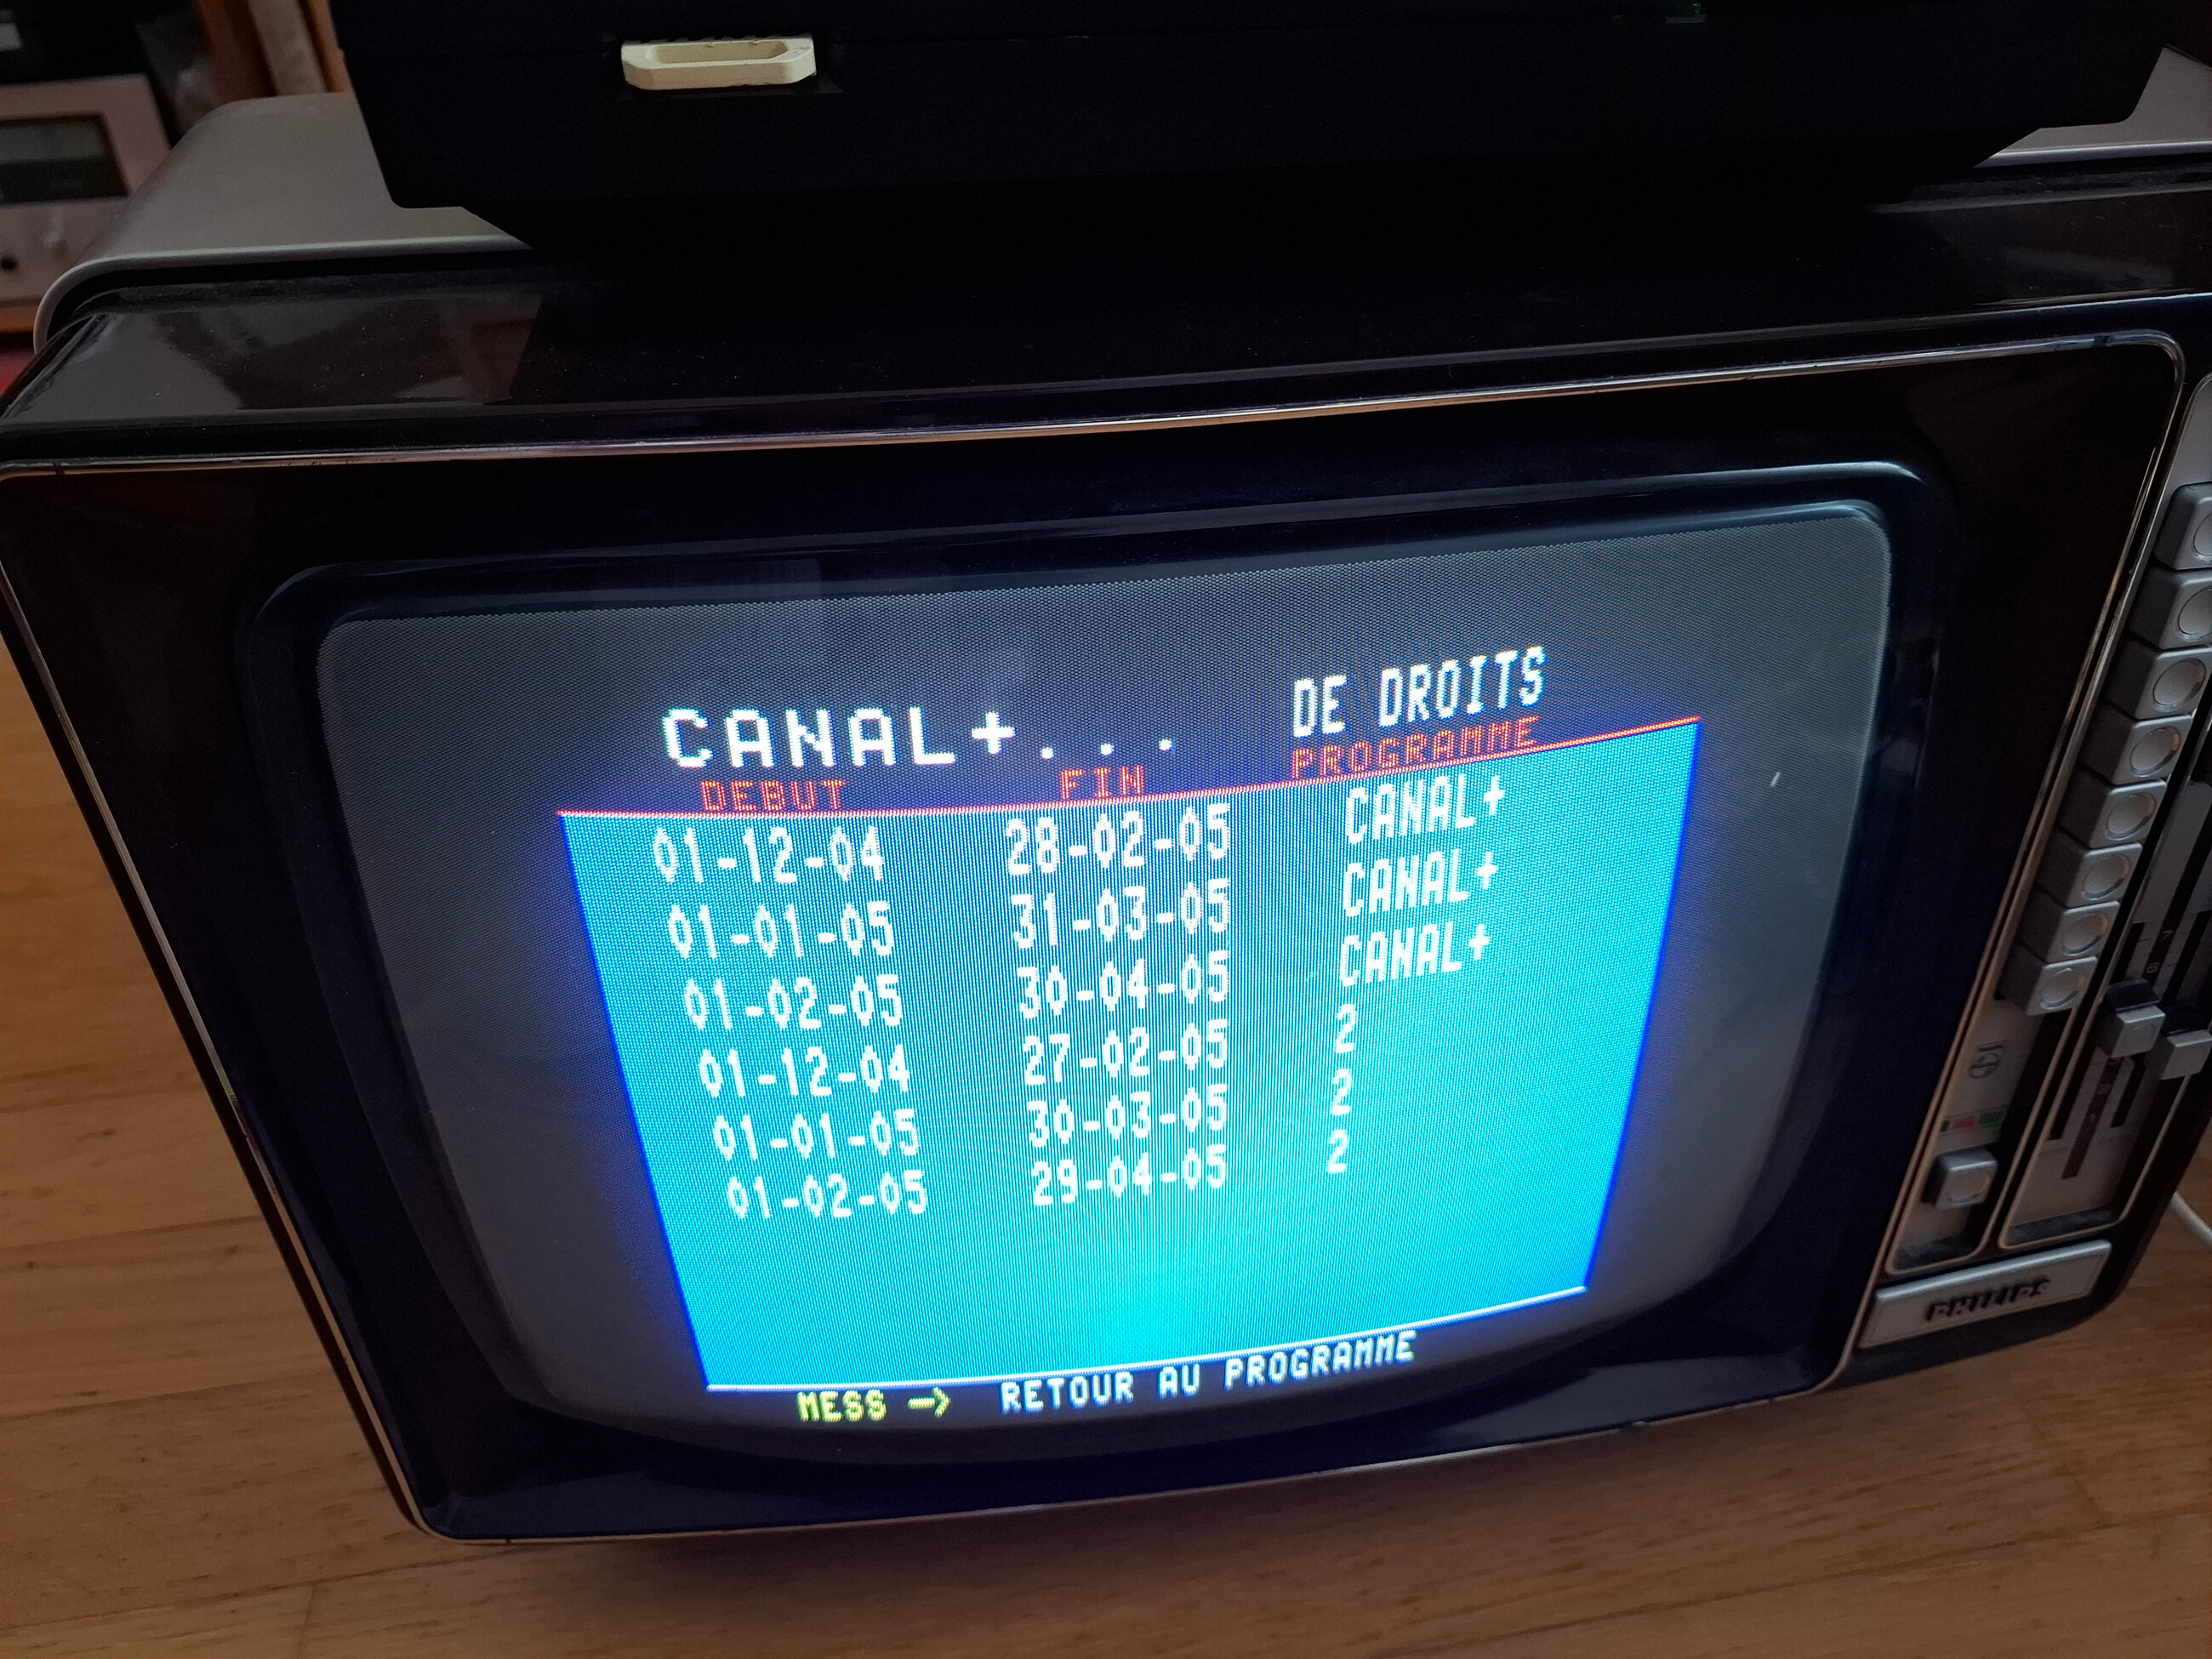 CANAL+... DE DROITS
DEBUT FIN PROGRAMME
01-12-04 28-02-05 CANAL+
01-01-05 31-03-05 CANAL+
01-02-05 30-04-05 CANAL+
01-12-04 27-02-05 2
01-01-05 30-03-05 2
01-02-05 29-04-05 2
MESS -> RETOUR AU PROGRAMME
PHILIPS